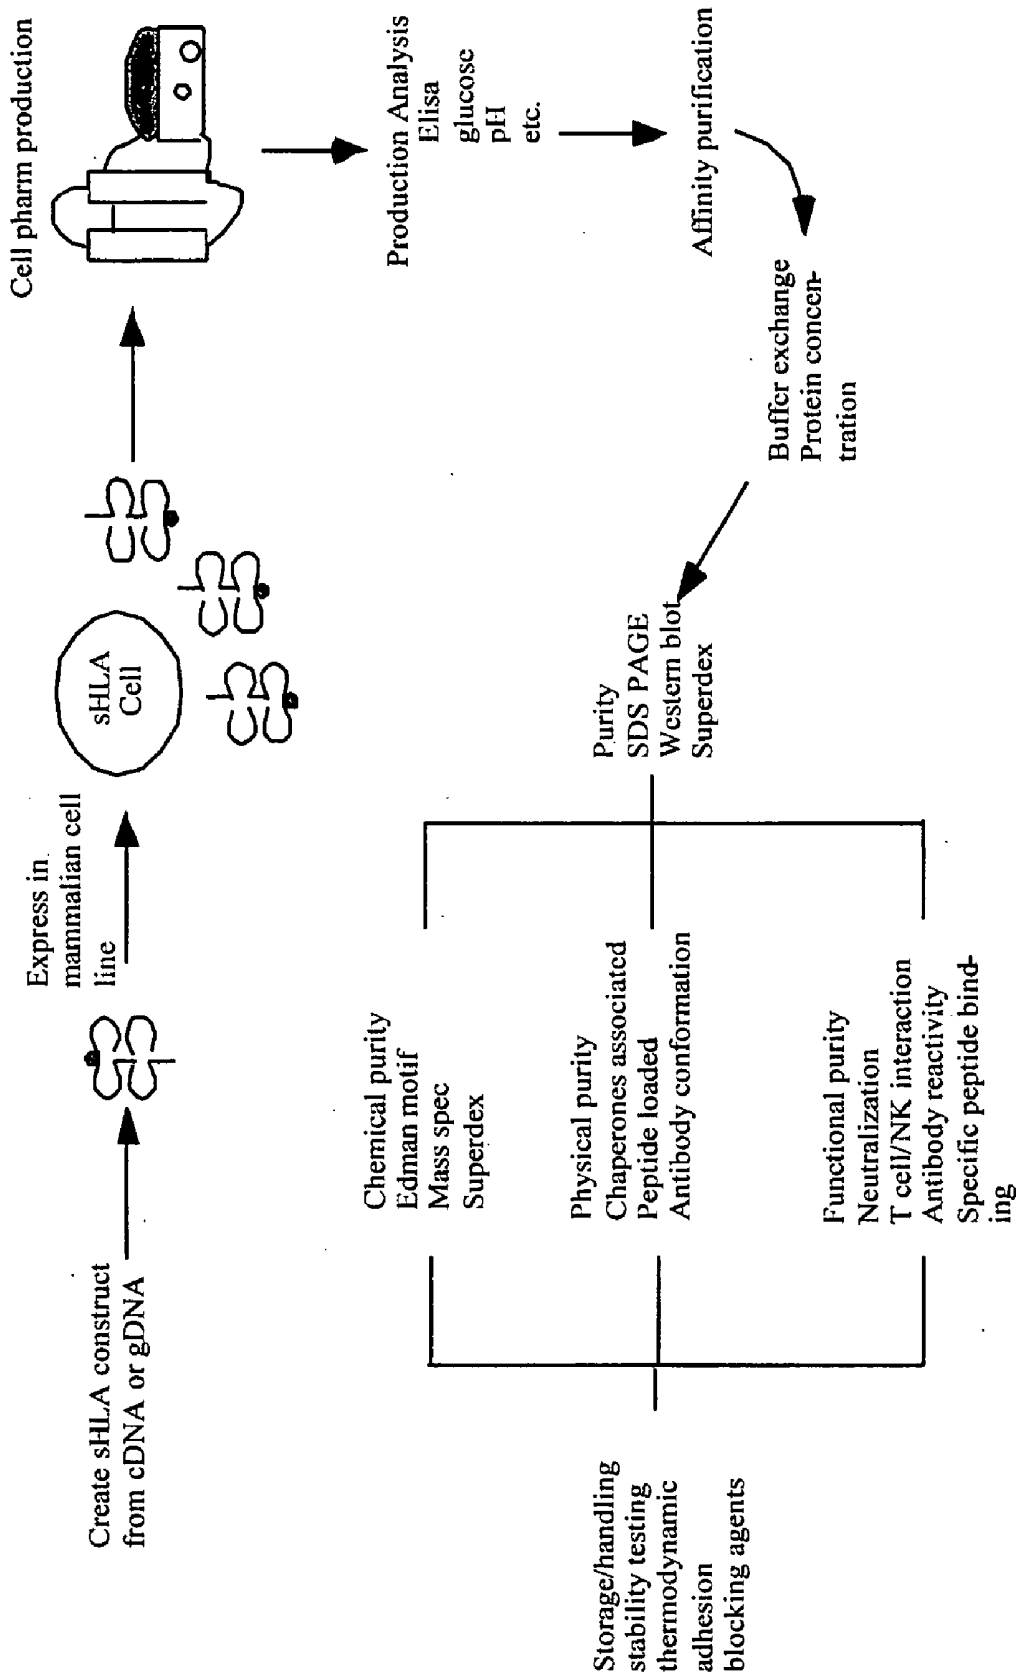 Create sHLA construct
from cDNA or gDNA
Express in
mammalian cell
line
sHLA
Cell
Cell pharm production
Production Analysis
Elisa
glucose
pH
etc.
Affinity purification
Buffer exchange
Protein concen-
tration
Purity
SDS PAGE
Western blot
Superdex
Chemical purity
Edman motif
Mass spec
Superdex
Physical purity
Chaperones associated
Peptide loaded
Antibody conformation
Functional purity
Neutralization
T cell/NK interaction
Antibody reactivity
Specific peptide bind-
ing
Storage/handling
stability testing
thermodynamic
adhesion
blocking agents